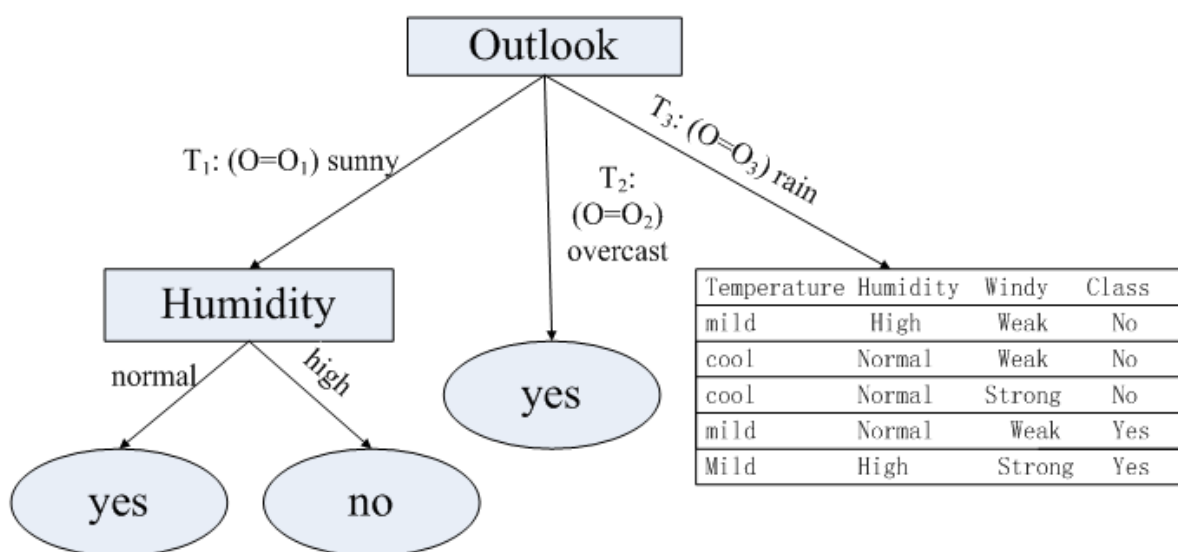 Outlook
T₁: (O=O₁) sunny
T₂:
(O=O₂)
overcast
T₃: (O=O₃) rain
Humidity
normal
high
yes
no
yes
Temperature Humidity Windy Class
mild High Weak No
cool Normal Weak No
cool Normal Strong No
mild Normal Weak Yes
Mild High Strong Yes